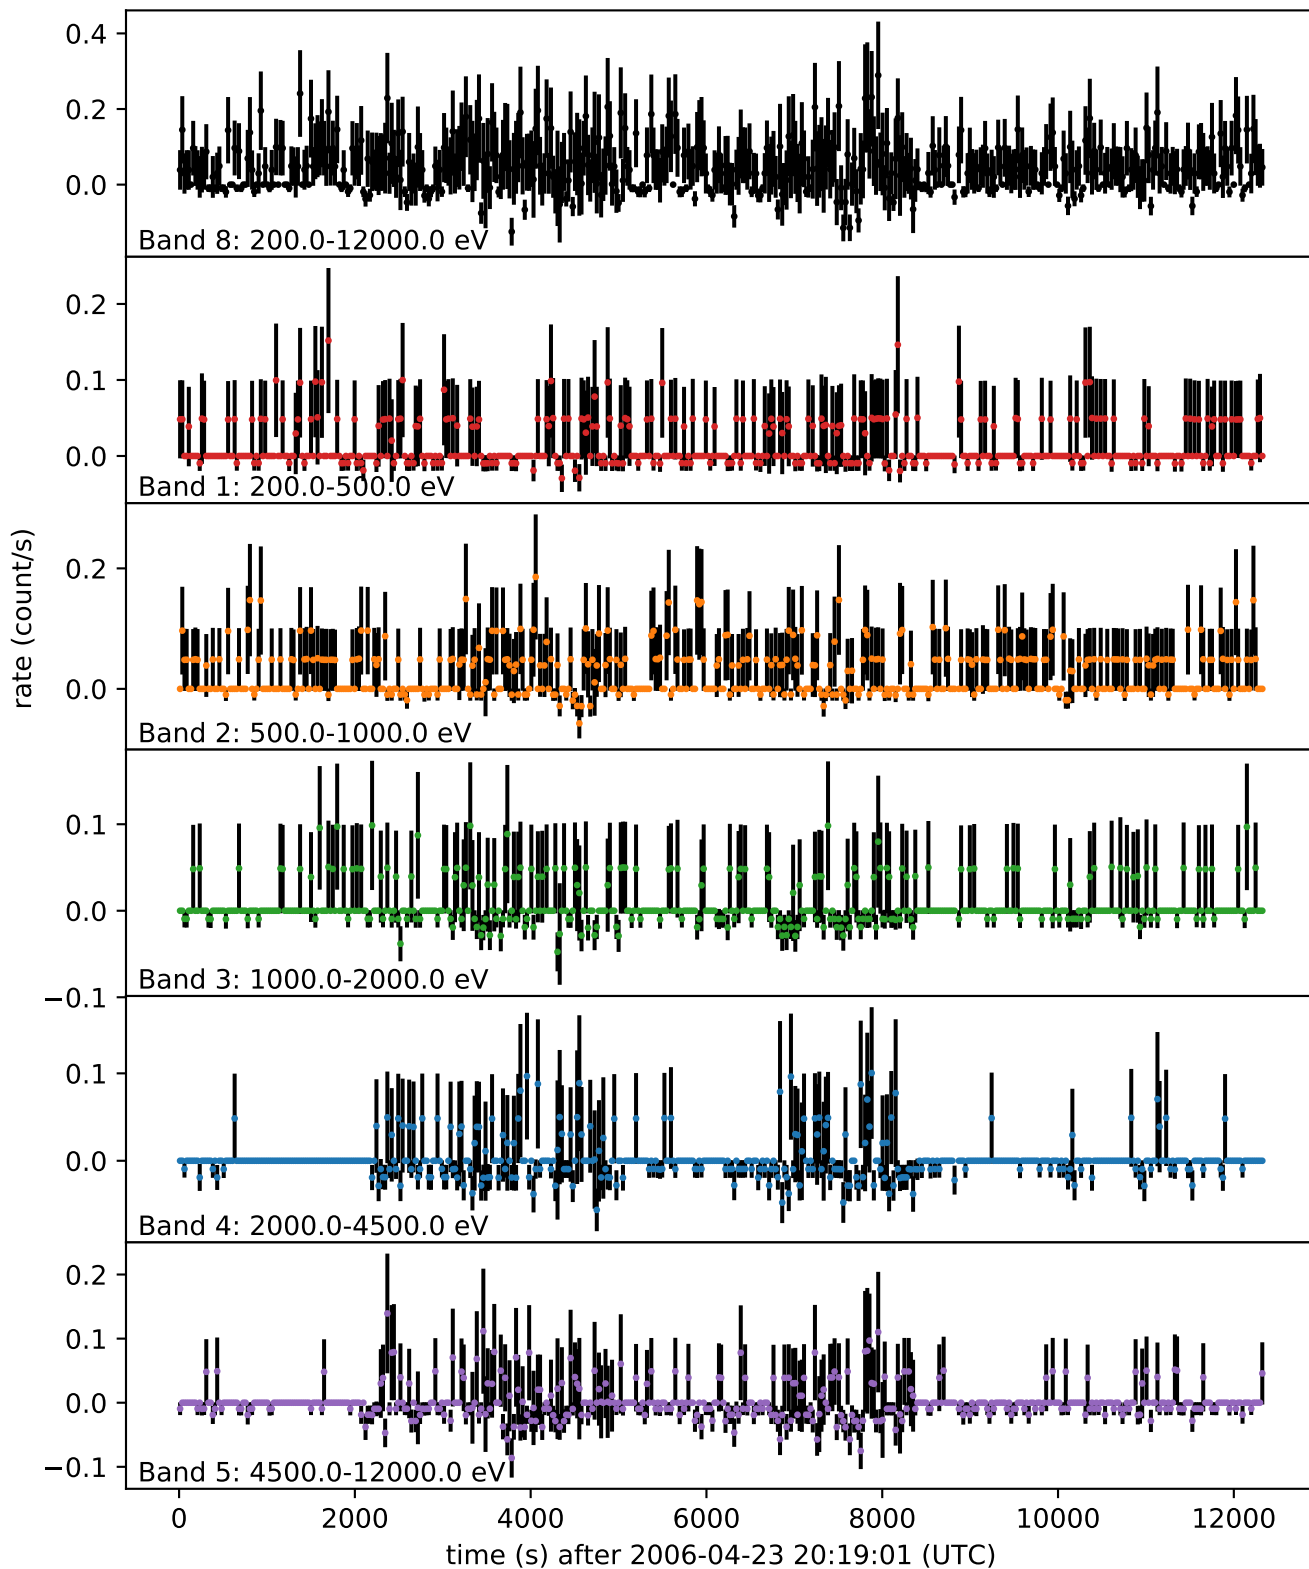 rate (count/s)
0.4
0.2
0.0
Band 8: 200.0-12000.0 eV
0.2
0.1
0.0
Band 1: 200.0-500.0 eV
0.2
0.0
Band 2: 500.0-1000.0 eV
0.1
0.0
−0.1
Band 3: 1000.0-2000.0 eV
0.1
0.0
Band 4: 2000.0-4500.0 eV
0.2
0.1
0.0
−0.1
Band 5: 4500.0-12000.0 eV
0 2000 4000 6000 8000 10000 12000
time (s) after 2006-04-23 20:19:01 (UTC)